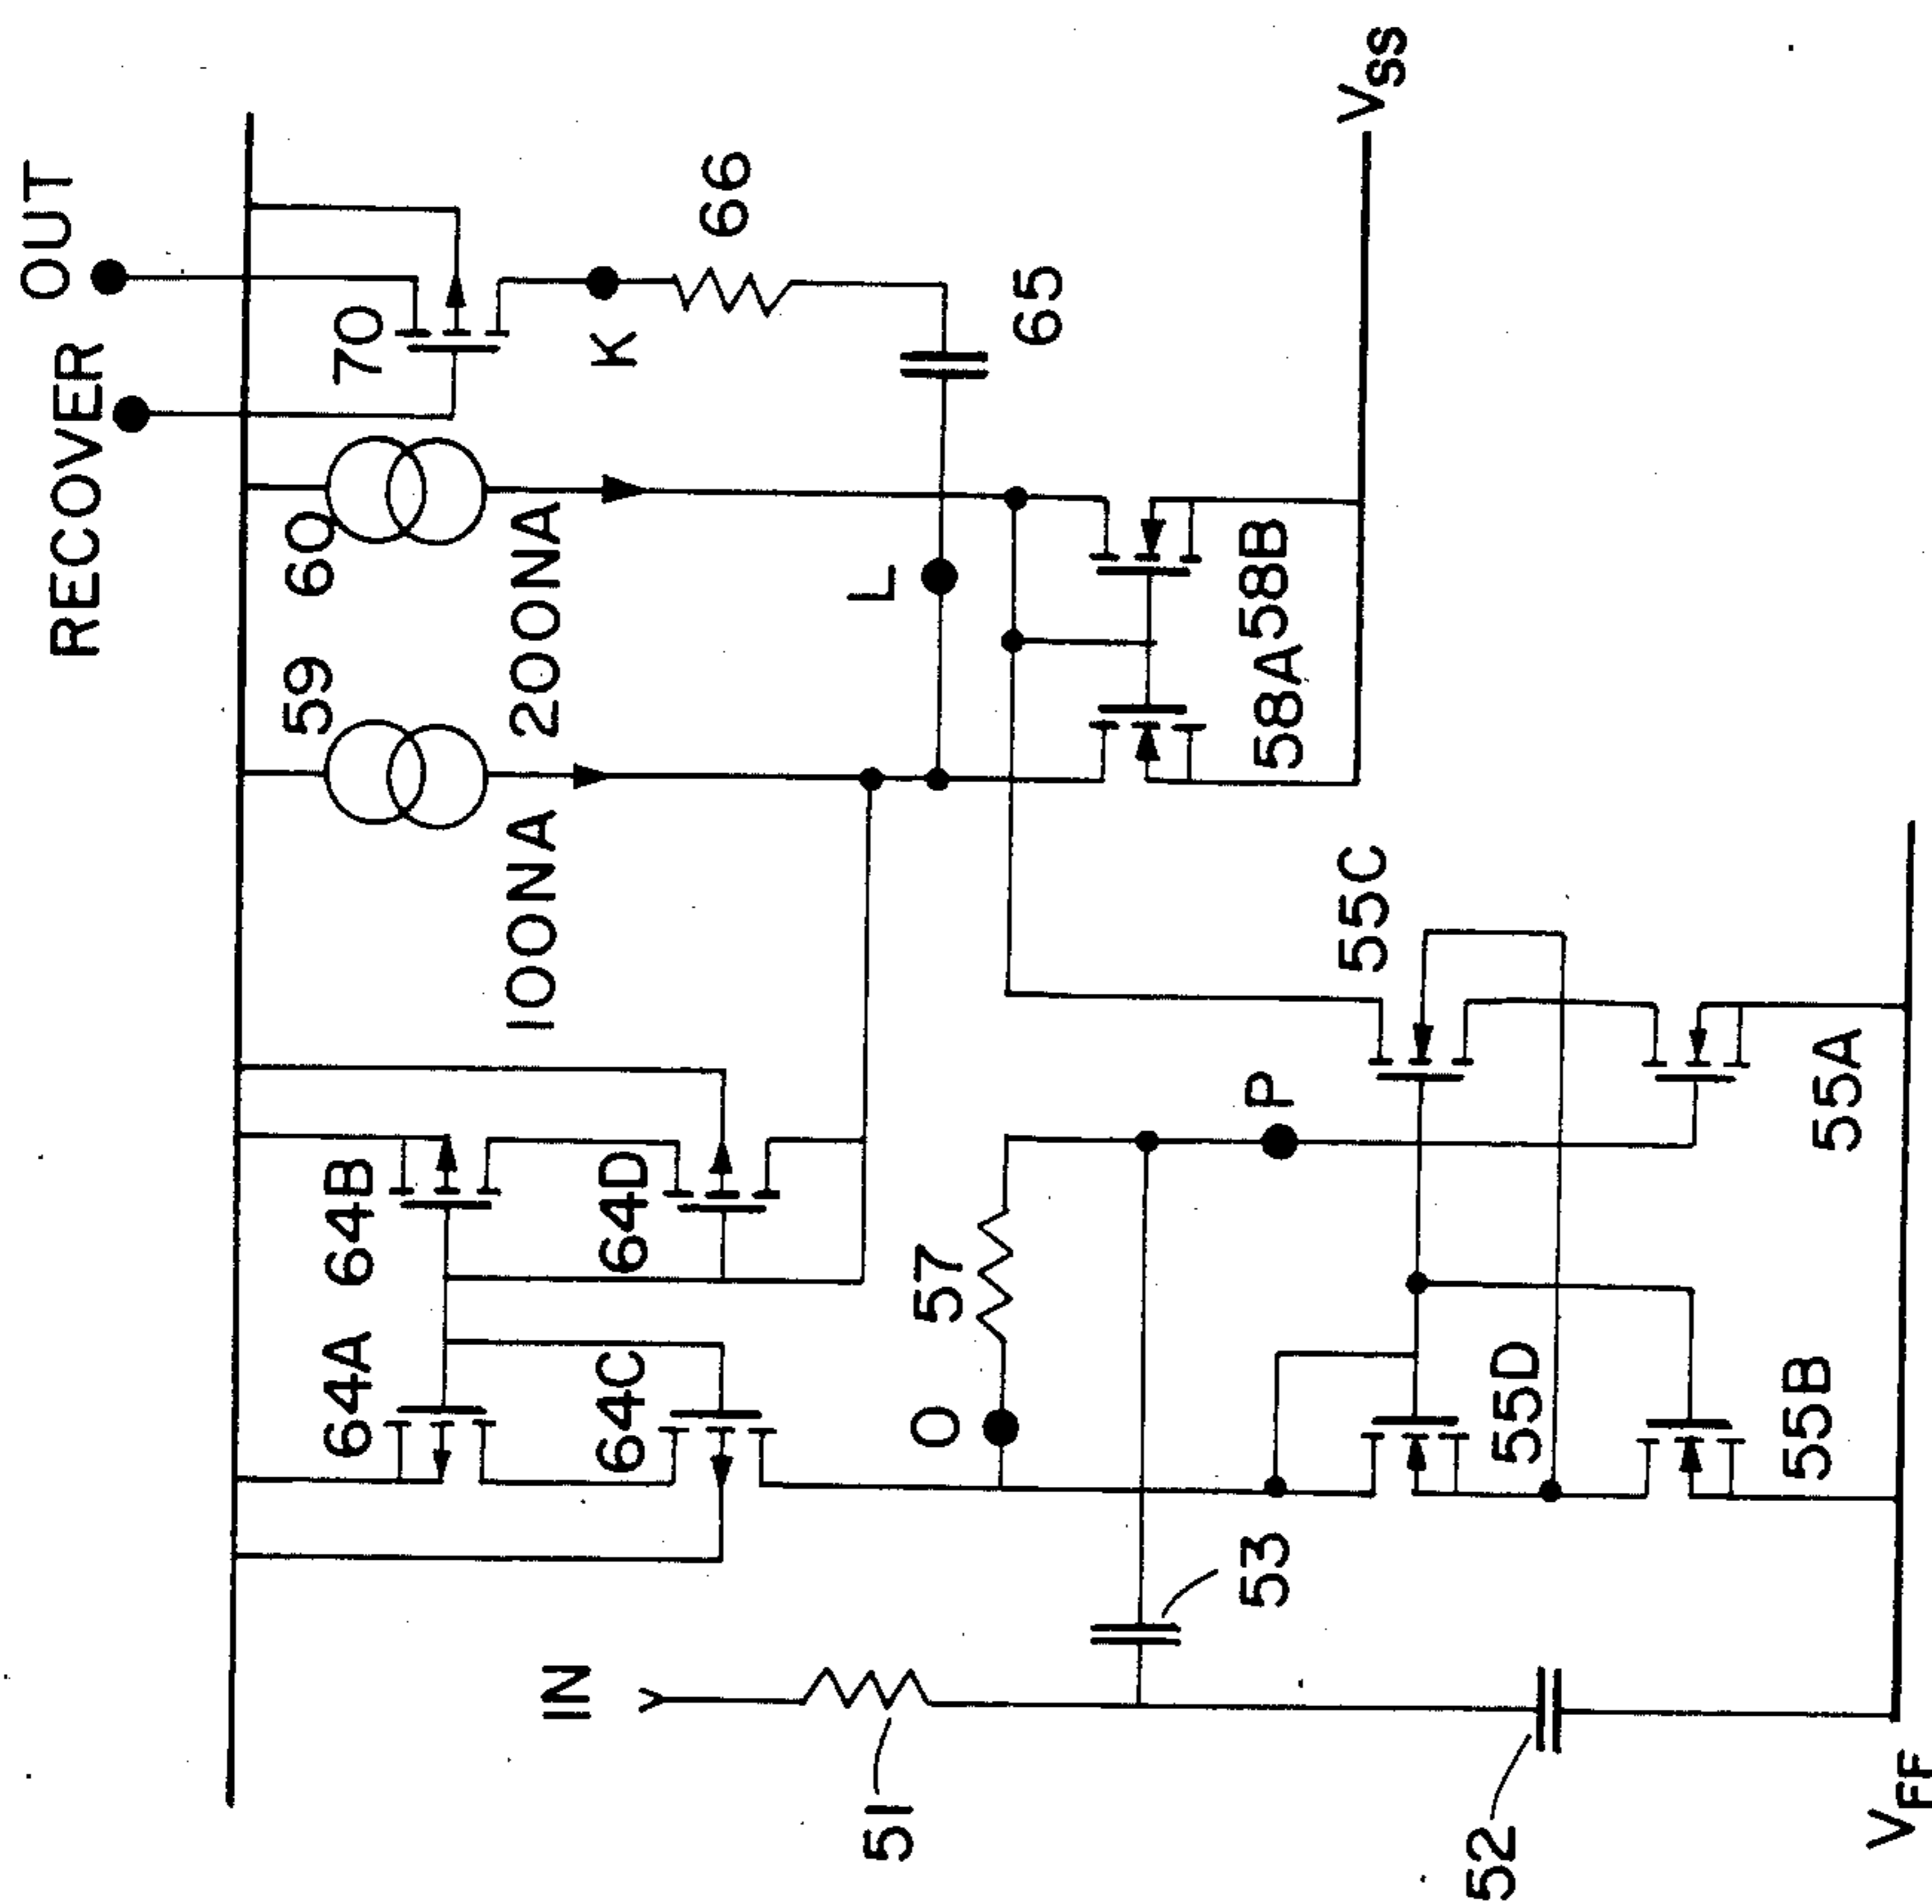 OUT
RECOVER
70
K
66
65
60
200NA
59
100NA
L
58A
58B
VSS
64A
64B
64C
64D
57
O
P
55C
55A
55D
55B
IN
51
53
52
VFF